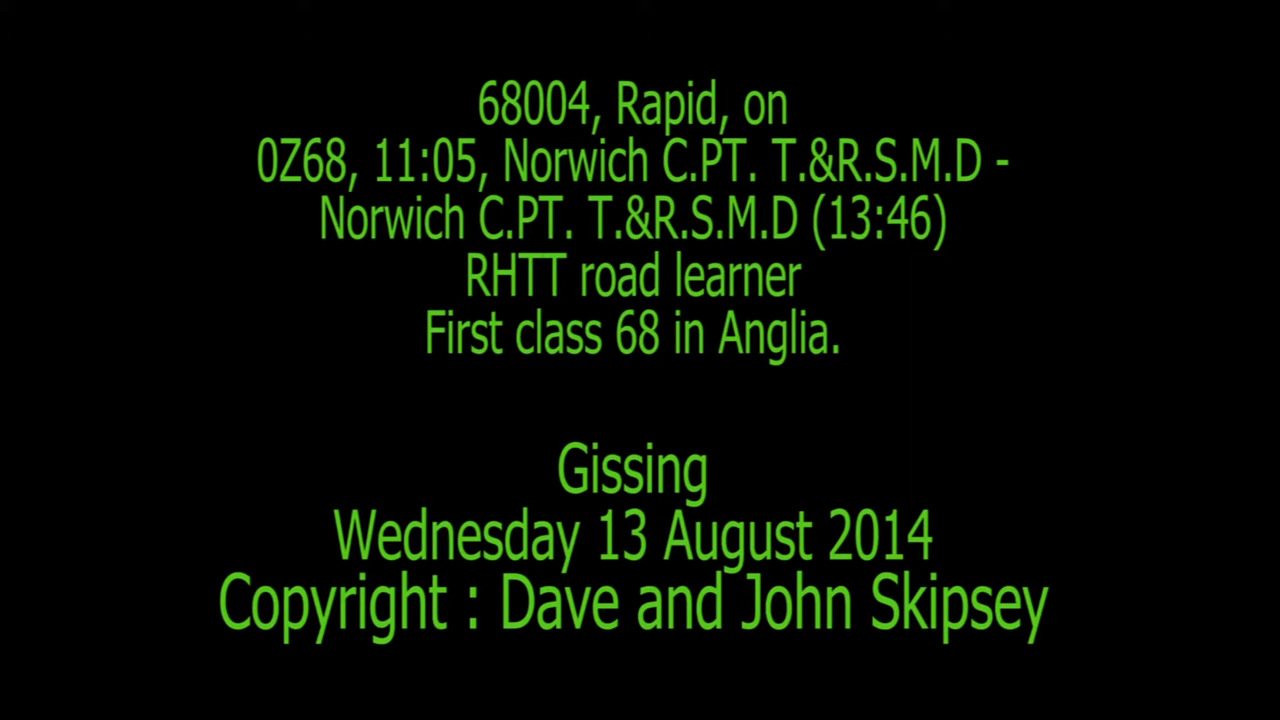 68004, Rapid, on
0Z68, 11:05, Norwich C.PT. T.&R.S.M.D -
Norwich C.PT. T.&R.S.M.D (13:46)
RHTT road learner
First class 68 in Anglia.
Gissing
Wednesday 13 August 2014
Copyright : Dave and John Skipsey